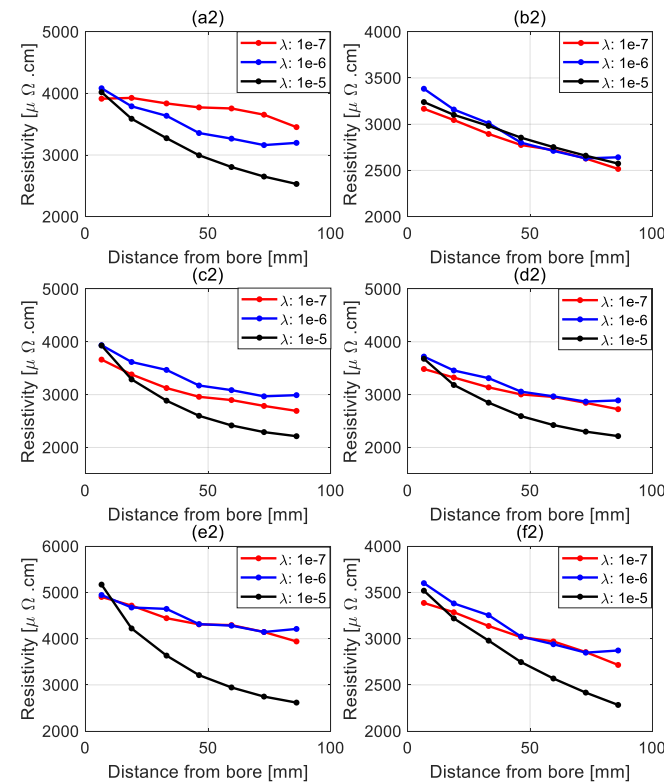 (a2)
5000
4000
3000
2000
0
50
100
Resistivity [μ Ω .cm]
Distance from bore [mm]
λ: 1e-7
λ: 1e-6
λ: 1e-5
(b2)
4000
3500
3000
2500
2000
0
50
100
Resistivity [μ Ω .cm]
Distance from bore [mm]
λ: 1e-7
λ: 1e-6
λ: 1e-5
(c2)
5000
4000
3000
2000
0
50
100
Resistivity [μ Ω .cm]
Distance from bore [mm]
λ: 1e-7
λ: 1e-6
λ: 1e-5
(d2)
5000
4000
3000
2000
0
50
100
Resistivity [μ Ω .cm]
Distance from bore [mm]
λ: 1e-7
λ: 1e-6
λ: 1e-5
(e2)
6000
5000
4000
3000
2000
0
50
100
Resistivity [μ Ω .cm]
Distance from bore [mm]
λ: 1e-7
λ: 1e-6
λ: 1e-5
(f2)
4000
3500
3000
2500
2000
0
50
100
Resistivity [μ Ω .cm]
Distance from bore [mm]
λ: 1e-7
λ: 1e-6
λ: 1e-5